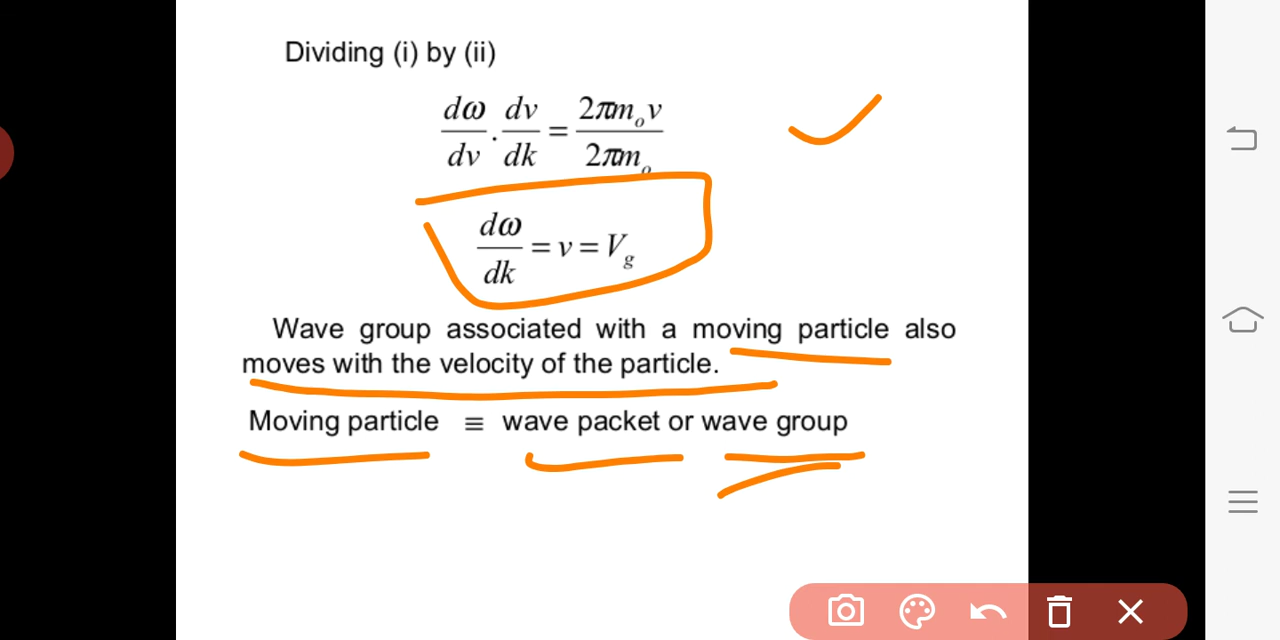 Dividing (i) by (ii)
dω/dv . dv/dk = 2πm₀v/2πm₀
dω/dk = v = V_g
Wave group associated with a moving particle also
moves with the velocity of the particle.
Moving particle ≡ wave packet or wave group